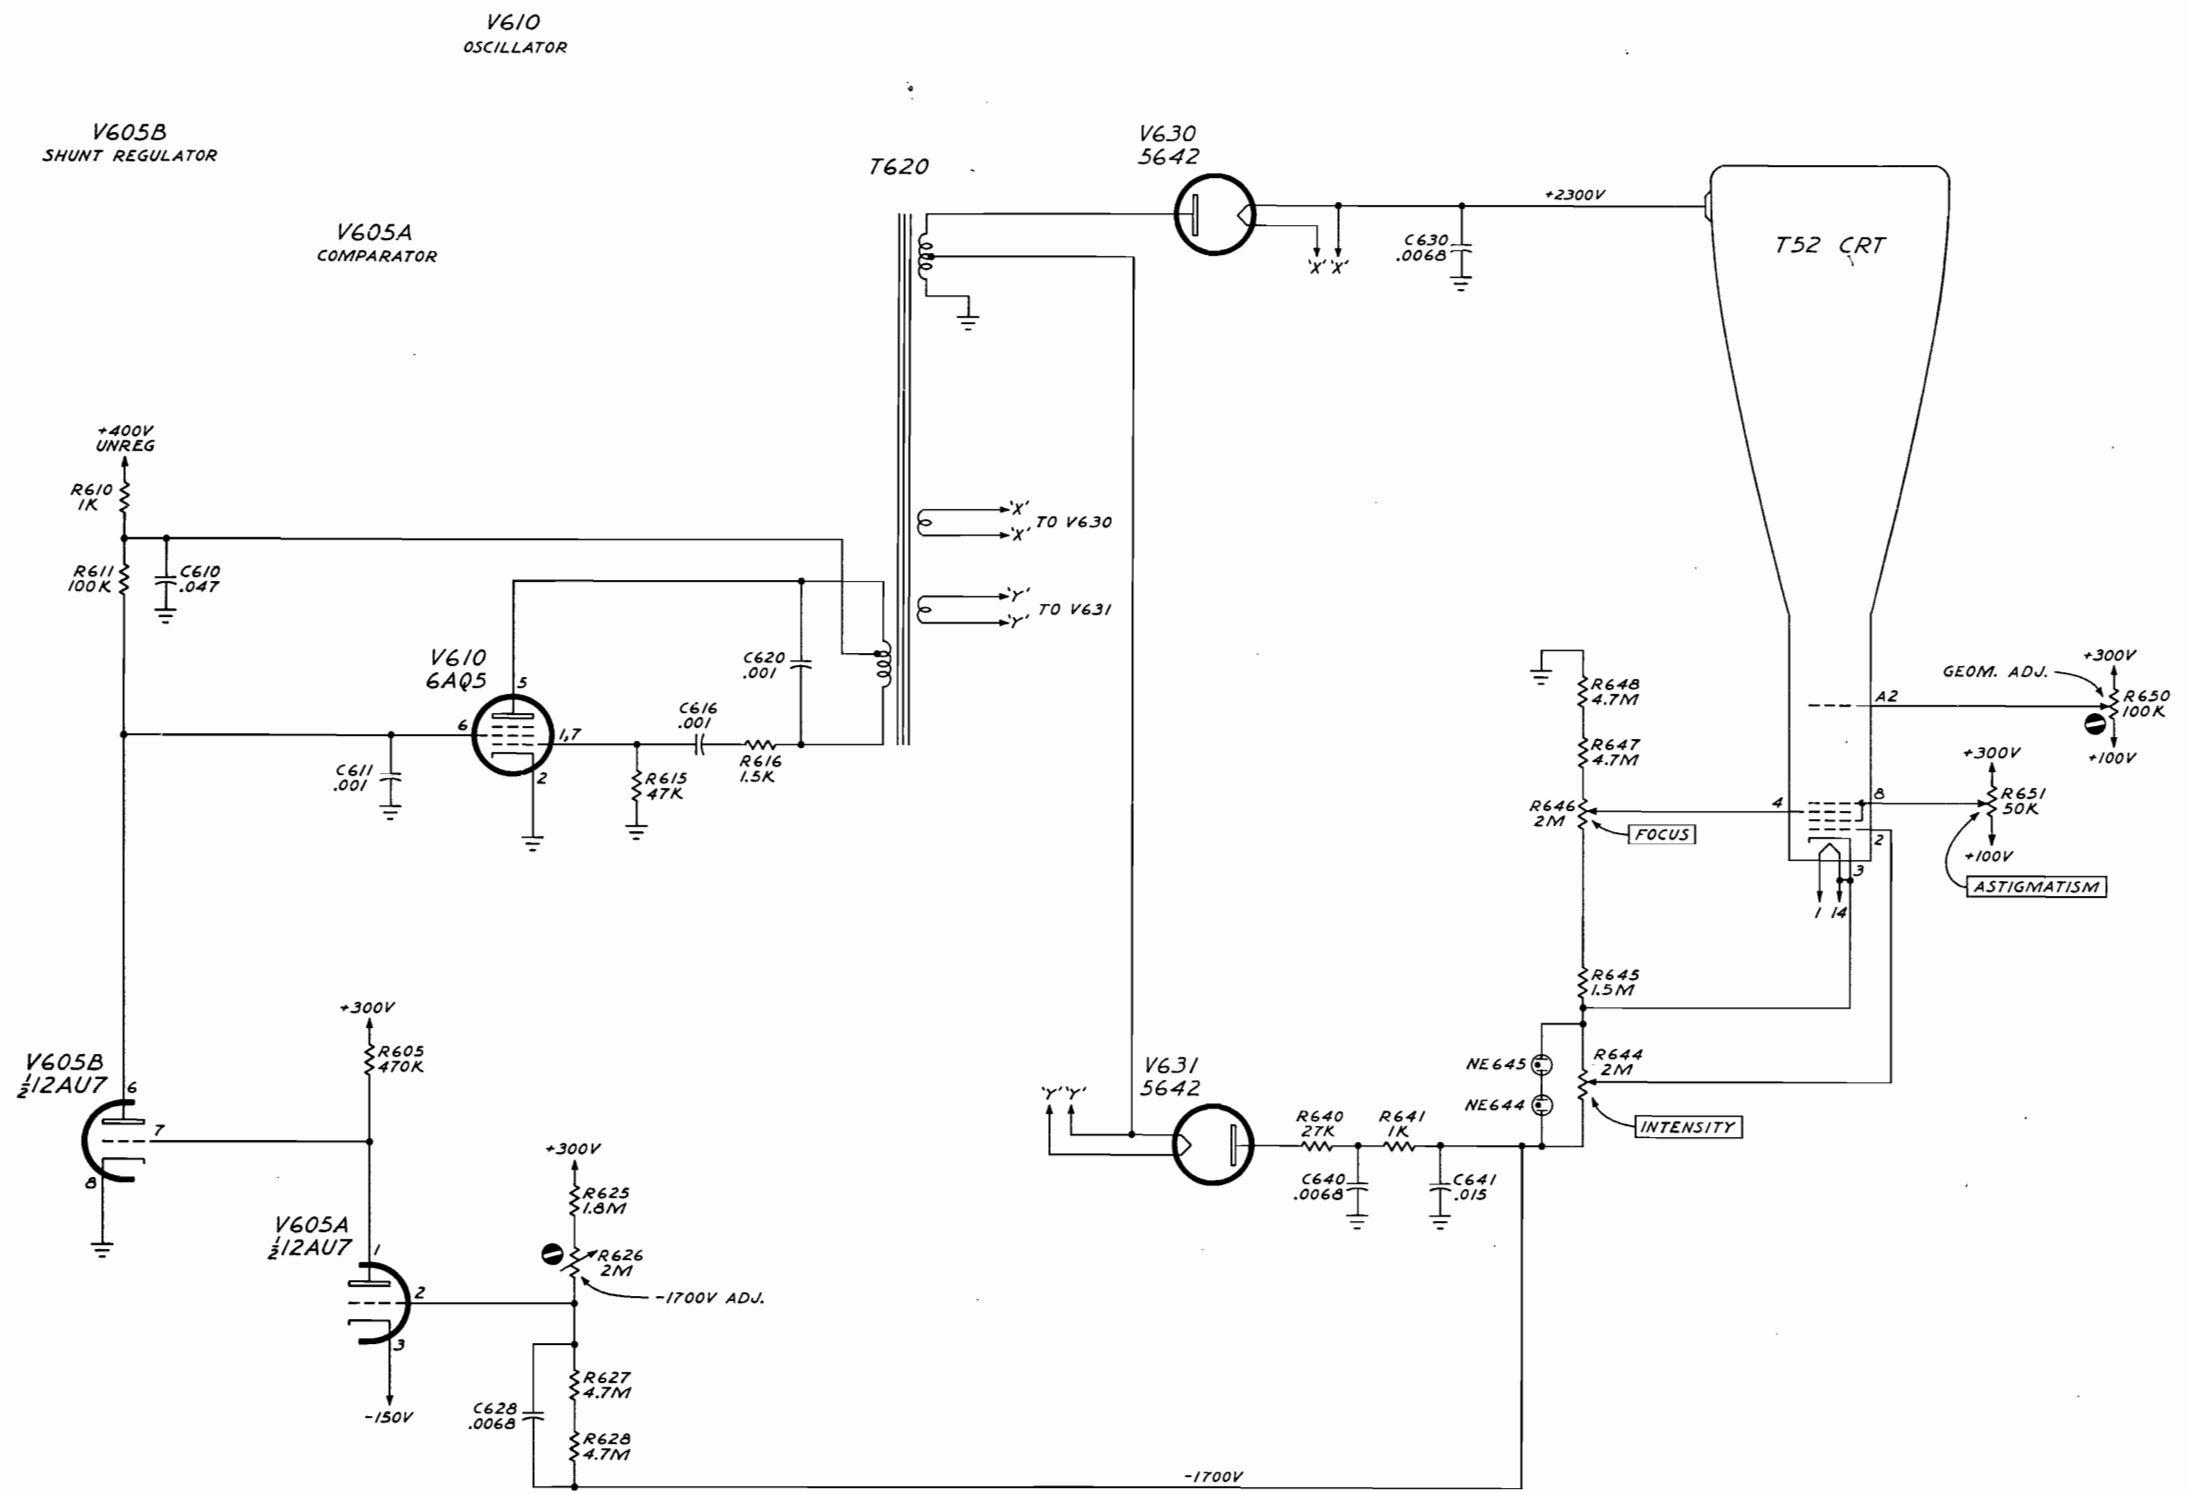 V610
OSCILLATOR
V605B
SHUNT REGULATOR
V605A
COMPARATOR
T620
V630
5642
+2300V
C630
.0068
'X' 'X'
T52 CRT
+400V
UNREG
R610
1K
R611
100K
C610
.047
'X'
'X'
TO V630
'Y'
'Y'
TO V631
V610
6AQ5
5
6
1,7
2
C611
.001
C616
.001
R615
47K
R616
1.5K
C620
.001
R648
4.7M
R647
4.7M
R646
2M
FOCUS
4
A2
8
2
3
1 14
GEOM. ADJ.
+300V
R650
100K
+100V
+300V
R651
50K
+100V
ASTIGMATISM
R645
1.5M
NE645
NE644
R644
2M
INTENSITY
+300V
R605
470K
V605B
½12AU7
6
7
8
V605A
½12AU7
1
2
3
-150V
+300V
R625
1.8M
R626
2M
-1700V ADJ.
R627
4.7M
R628
4.7M
C628
.0068
-1700V
'Y' 'Y'
V631
5642
R640
27K
R641
1K
C640
.0068
C641
.015